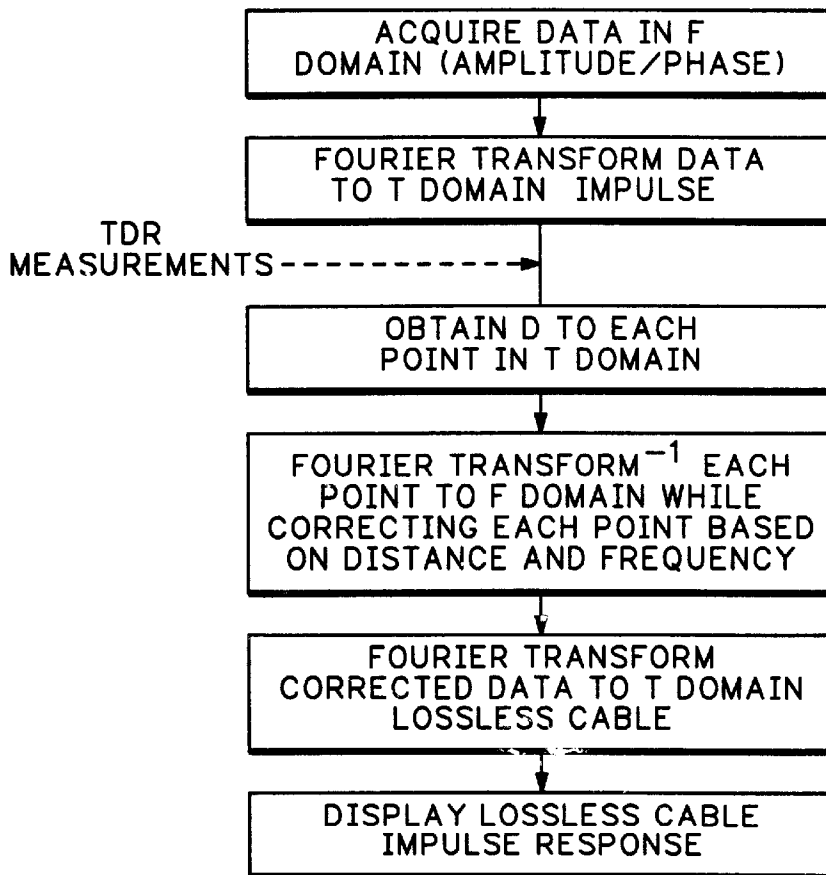 ACQUIRE DATA IN F
DOMAIN (AMPLITUDE/PHASE)
FOURIER TRANSFORM DATA
TO T DOMAIN IMPULSE
TDR
MEASUREMENTS
OBTAIN D TO EACH
POINT IN T DOMAIN
FOURIER TRANSFORM⁻¹ EACH
POINT TO F DOMAIN WHILE
CORRECTING EACH POINT BASED
ON DISTANCE AND FREQUENCY
FOURIER TRANSFORM
CORRECTED DATA TO T DOMAIN
LOSSLESS CABLE
DISPLAY LOSSLESS CABLE
IMPULSE RESPONSE